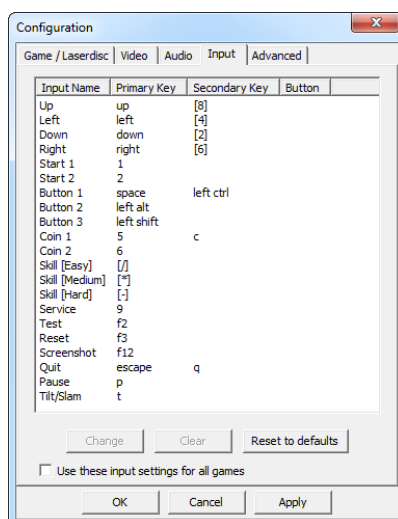 Configuration
Game / Laserdisc Video Audio Input Advanced
Input Name Primary Key Secondary Key Button
Up up [8]
Left left [4]
Down down [2]
Right right [6]
Start 1 1
Start 2 2
Button 1 space left ctrl
Button 2 left alt
Button 3 left shift
Coin 1 5 c
Coin 2 6
Skill [Easy] [/]
Skill [Medium] [*]
Skill [Hard] [-]
Service 9
Test f2
Reset f3
Screenshot f12
Quit escape q
Pause p
Tilt/Slam t
Change Clear Reset to defaults
Use these input settings for all games
OK Cancel Apply